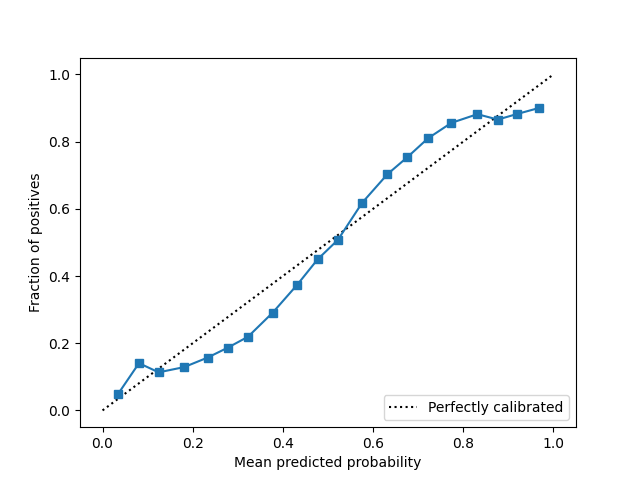 1.0
0.8
0.6
0.4
0.2
0.0
Fraction of positives
Perfectly calibrated
0.0 0.2 0.4 0.6 0.8 1.0
Mean predicted probability